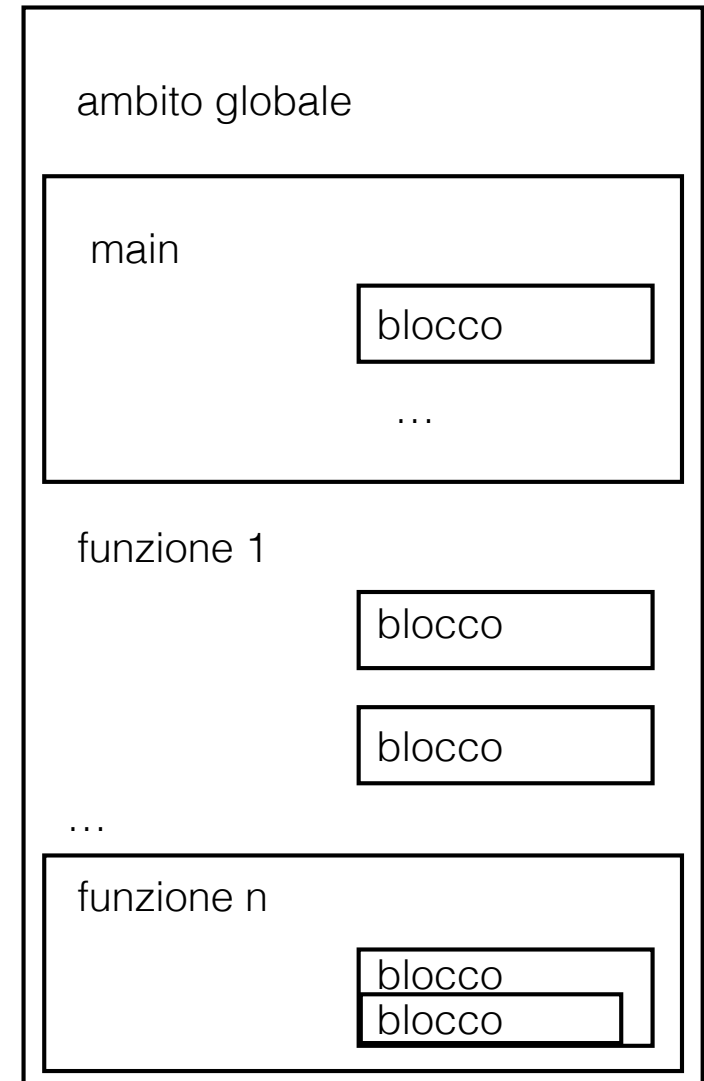 ambito globale
main
blocco
…
funzione 1
blocco
blocco
…
funzione n
blocco
blocco